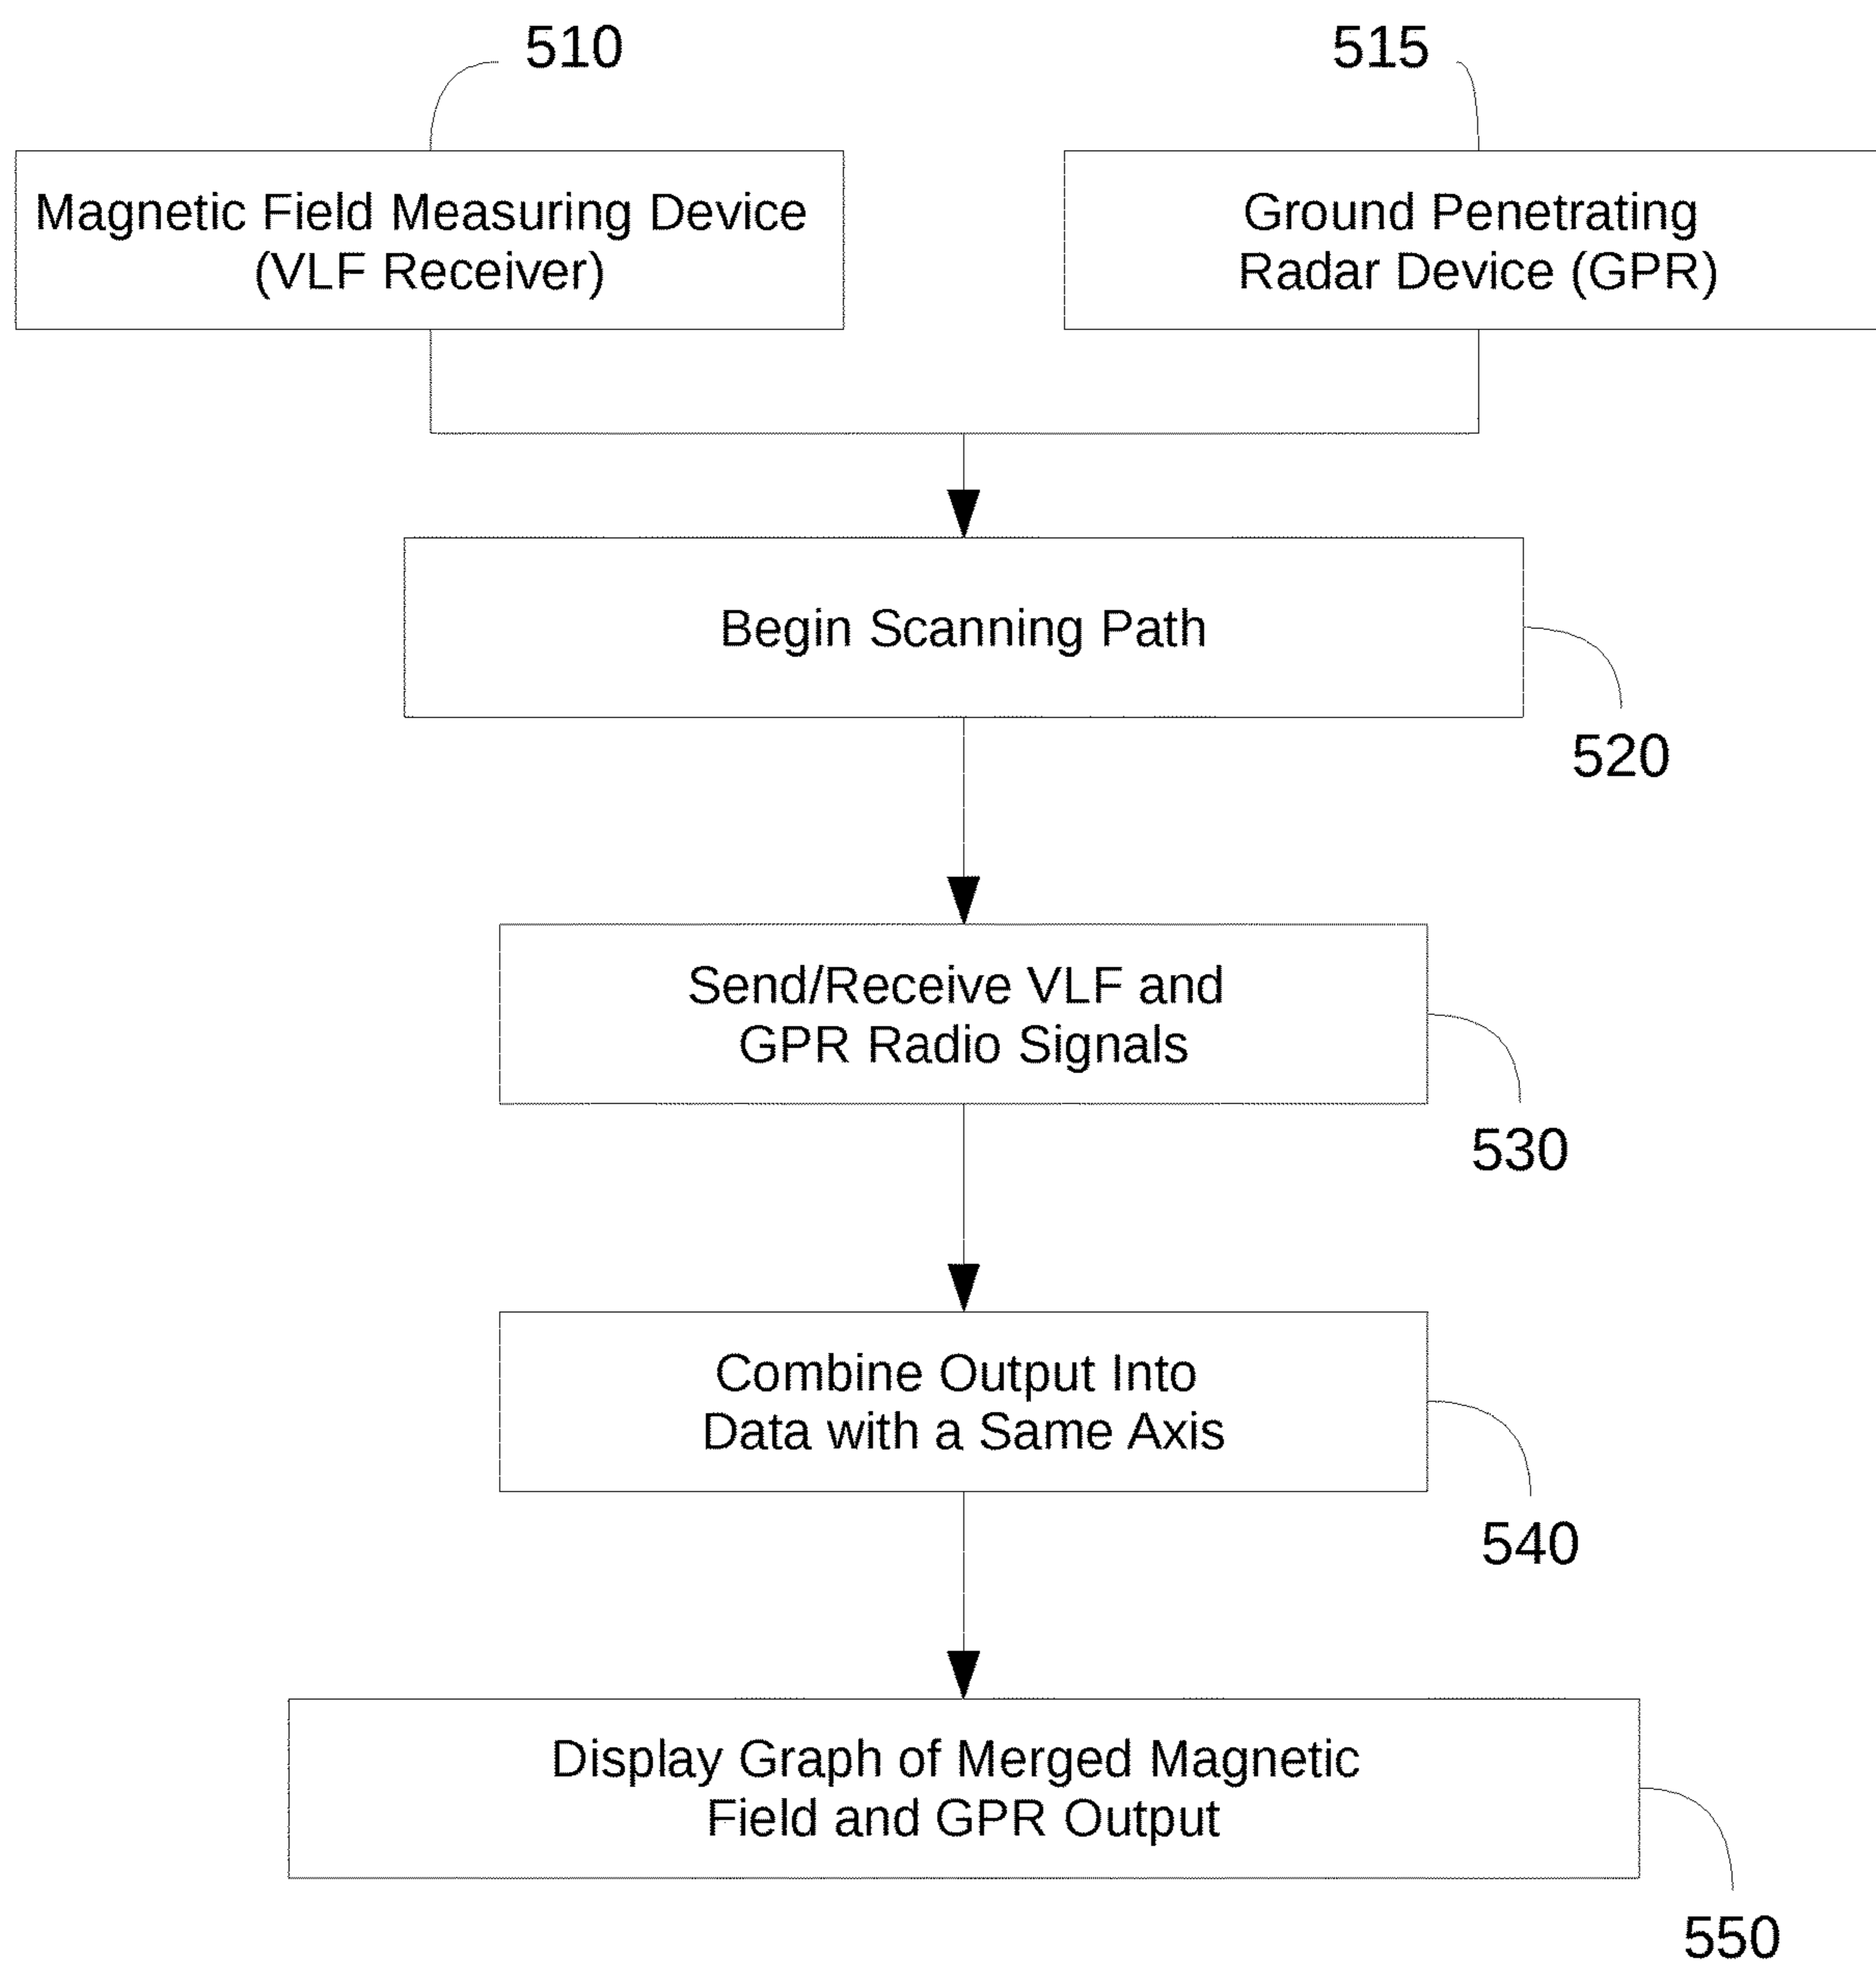 510
515
Magnetic Field Measuring Device
(VLF Receiver)
Ground Penetrating
Radar Device (GPR)
Begin Scanning Path
520
Send/Receive VLF and
GPR Radio Signals
530
Combine Output Into
Data with a Same Axis
540
Display Graph of Merged Magnetic
Field and GPR Output
550